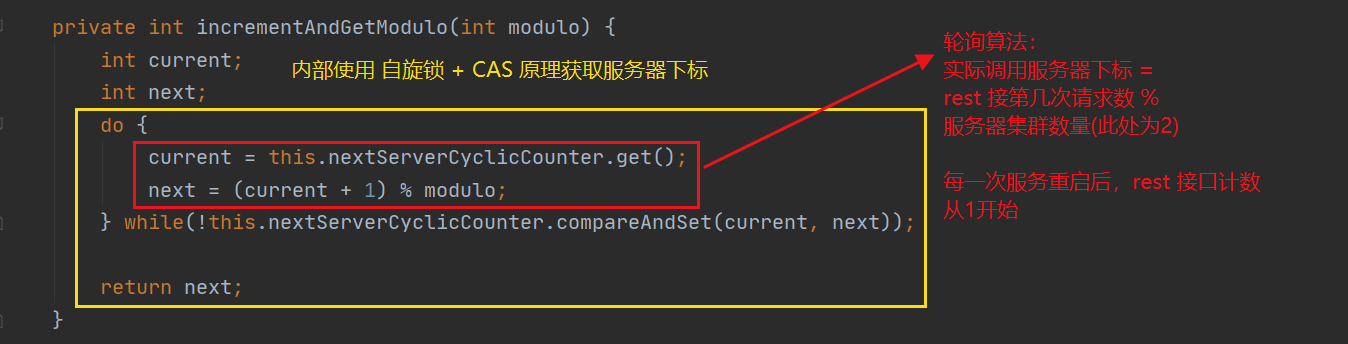 private int incrementAndGetModulo(int modulo) {
int current;
int next;
内部使用 自旋锁 + CAS 原理获取服务器下标
do {
current = this.nextServerCyclicCounter.get();
next = (current + 1) % modulo;
} while(!this.nextServerCyclicCounter.compareAndSet(current, next));
return next;
}
轮询算法：
实际调用服务器下标 =
rest 接第几次请求数 %
服务器集群数量(此处为2)
每一次服务重启后，rest 接口计数
从1开始